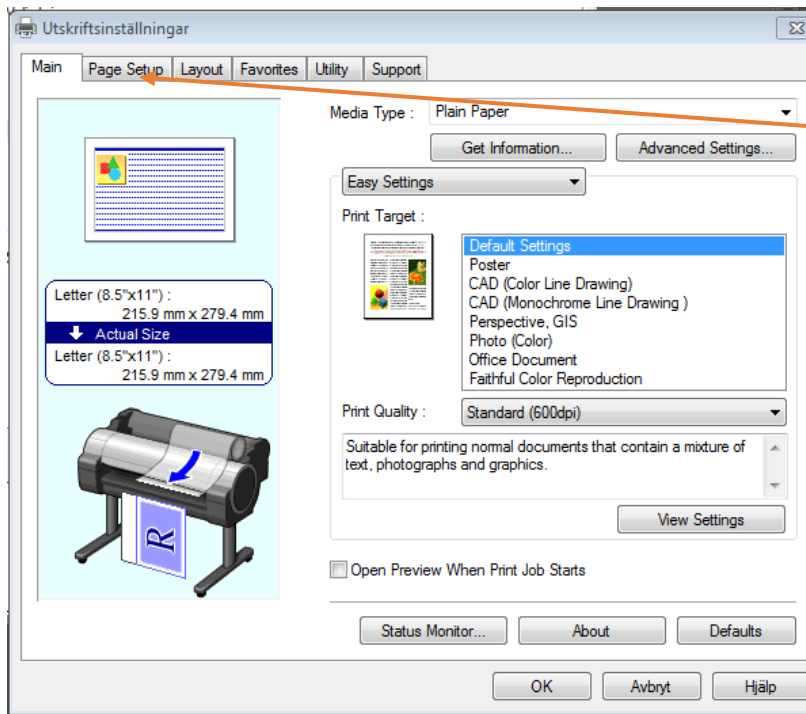 Utskriftsinställningar
Main Page Setup Layout Favorites Utility Support
Media Type : Plain Paper
Get Information... Advanced Settings...
Easy Settings
Print Target :
Default Settings
Poster
CAD (Color Line Drawing)
CAD (Monochrome Line Drawing )
Perspective, GIS
Photo (Color)
Office Document
Faithful Color Reproduction
Letter (8.5"x11") :
215.9 mm x 279.4 mm
Actual Size
Letter (8.5"x11") :
215.9 mm x 279.4 mm
R
Print Quality : Standard (600dpi)
Suitable for printing normal documents that contain a mixture of
text, photographs and graphics.
View Settings
Open Preview When Print Job Starts
Status Monitor... About Defaults
OK Avbryt Hjälp